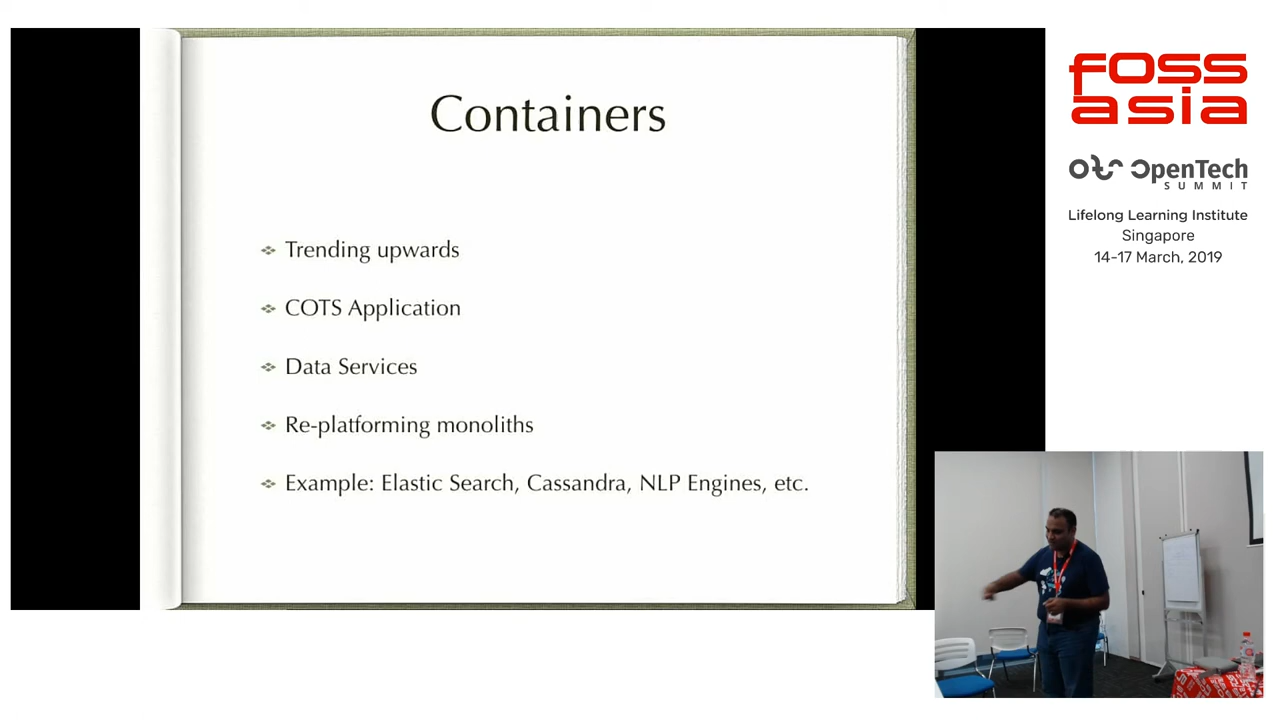 Containers
Trending upwards
COTS Application
Data Services
Re-platforming monoliths
Example: Elastic Search, Cassandra, NLP Engines, etc.
fOSS
asia
OpenTech
SUMMIT
Lifelong Learning Institute
Singapore
14-17 March, 2019